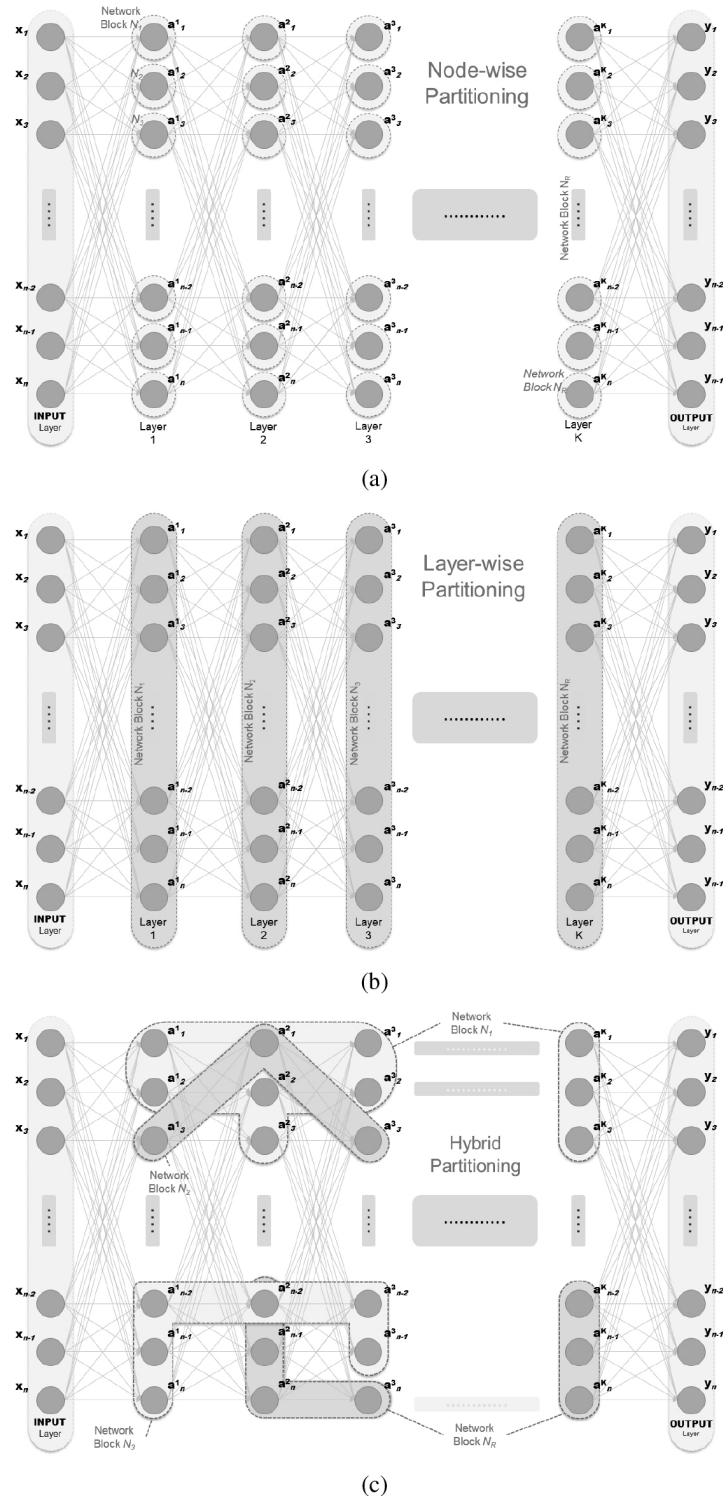 Network
Block N₁
x₁ a¹₁ a²₁ a³₁ aᴷ₁ y₁
x₂ N₂ a¹₂ a²₂ a³₂ aᴷ₂ y₂
Node-wise
Partitioning
x₃ N₃ a¹₃ a²₃ a³₃ aᴷ₃ y₃
Network Block N_R
xₙ₋₂ a¹ₙ₋₂ a²ₙ₋₂ a³ₙ₋₂ aᴷₙ₋₂ yₙ₋₂
xₙ₋₁ a¹ₙ₋₁ a²ₙ₋₁ a³ₙ₋₁ aᴷₙ₋₁ yₙ₋₁
Network
Block N_R
xₙ a¹ₙ a²ₙ a³ₙ aᴷₙ yₙ₋₁
INPUT
Layer
Layer
1
Layer
2
Layer
3
Layer
K
OUTPUT
Layer
(a)
x₁ a¹₁ a²₁ a³₁ aᴷ₁ y₁
x₂ a¹₂ a²₂ a³₂ aᴷ₂ y₂
Layer-wise
Partitioning
x₃ a¹₃ a²₃ a³₃ aᴷ₃ y₃
Network Block N₁
Network Block N₂
Network Block N₃
Network Block N_R
xₙ₋₂ a¹ₙ₋₂ a²ₙ₋₂ a³ₙ₋₂ aᴷₙ₋₂ yₙ₋₂
xₙ₋₁ a¹ₙ₋₁ a²ₙ₋₁ a³ₙ₋₁ aᴷₙ₋₁ yₙ₋₁
xₙ a¹ₙ a²ₙ a³ₙ aᴷₙ yₙ₋₁
INPUT
Layer
Layer
1
Layer
2
Layer
3
Layer
K
OUTPUT
Layer
(b)
Network
Block N₁
x₁ a¹₁ a²₁ a³₁ aᴷ₁ y₁
x₂ a¹₂ a²₂ a³₂ aᴷ₂ y₂
x₃ a¹₃ a²₃ a³₃ aᴷ₃ y₃
Hybrid
Partitioning
Network
Block N₂
xₙ₋₂ a¹ₙ₋₂ a²ₙ₋₂ a³ₙ₋₂ aᴷₙ₋₂ yₙ₋₂
xₙ₋₁ a¹ₙ₋₁ a²ₙ₋₁ a³ₙ₋₁ aᴷₙ₋₁ yₙ₋₁
xₙ a¹ₙ a²ₙ a³ₙ aᴷₙ yₙ
INPUT
Layer
Network
Block N₃
Network
Block N_R
OUTPUT
Layer
(c)